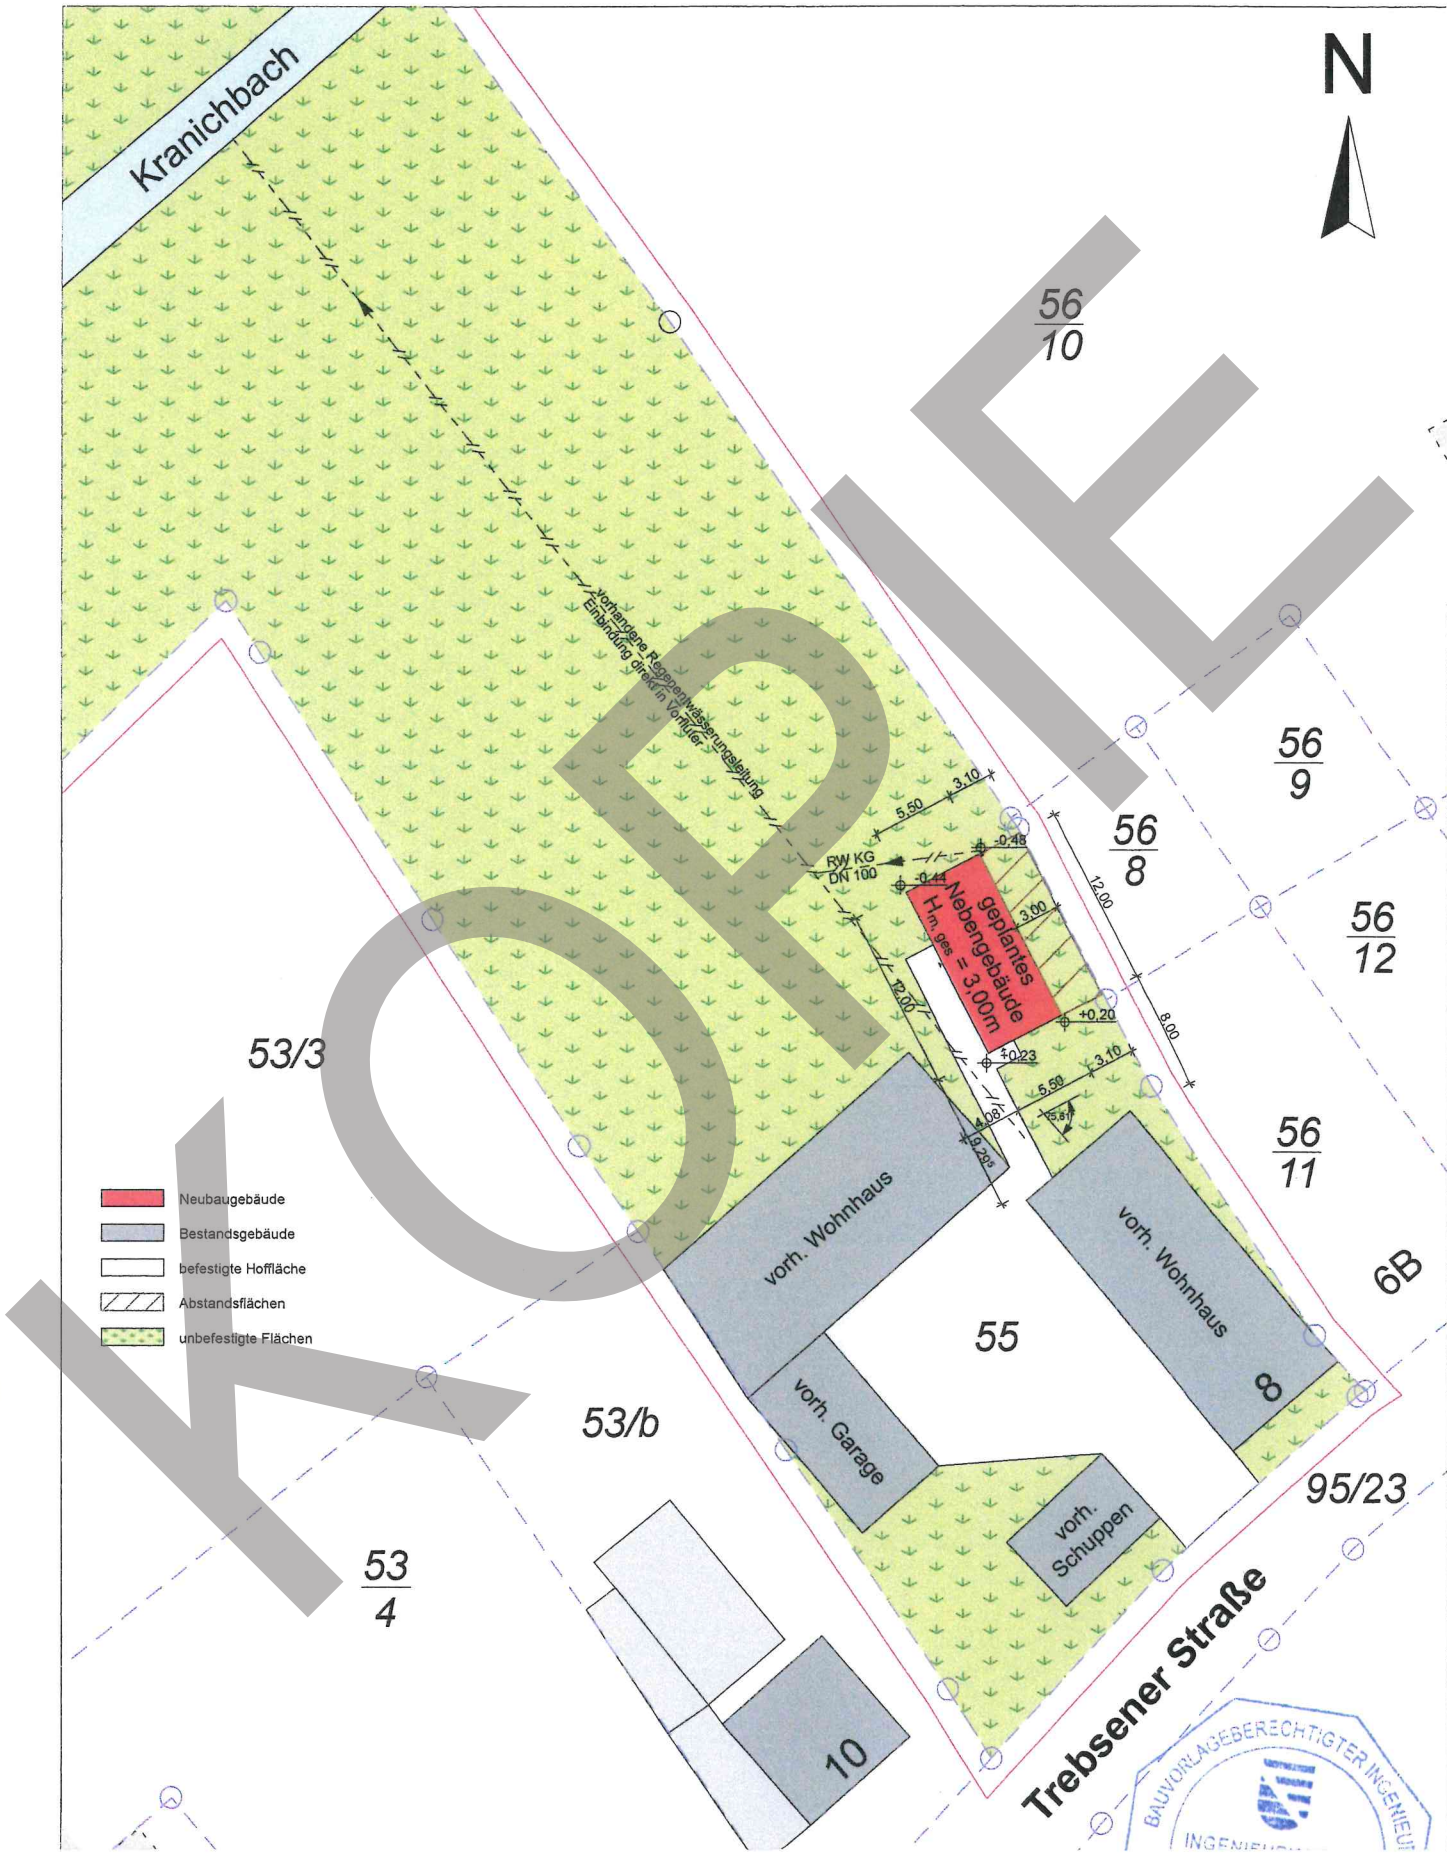 N
Kranichbach
56
10
56
9
56
8
56
12
56
11
vorhandene Regenentwässerungsleitung
Einbindung direkt in Vorfluter
5,50
3,10
RW KG
DN 100
-0,48
-0,44
geplantes
Nebengebäude
Hm, ges = 3,00m
3,00
12,00
8,00
12,00
+0,20
+0,23
3,10
5,50
4,08
9,29⁵
53/3
Neubaugebäude
Bestandsgebäude
befestigte Hoffläche
Abstandsflächen
unbefestigte Flächen
vorh. Wohnhaus
vorh. Wohnhaus
8
6B
55
vorh. Garage
53/b
vorh.
Schuppen
95/23
53
4
10
Trebsener Straße
BAUVORLAGEBERECHTIGTER INGENIEUR
KOPIE